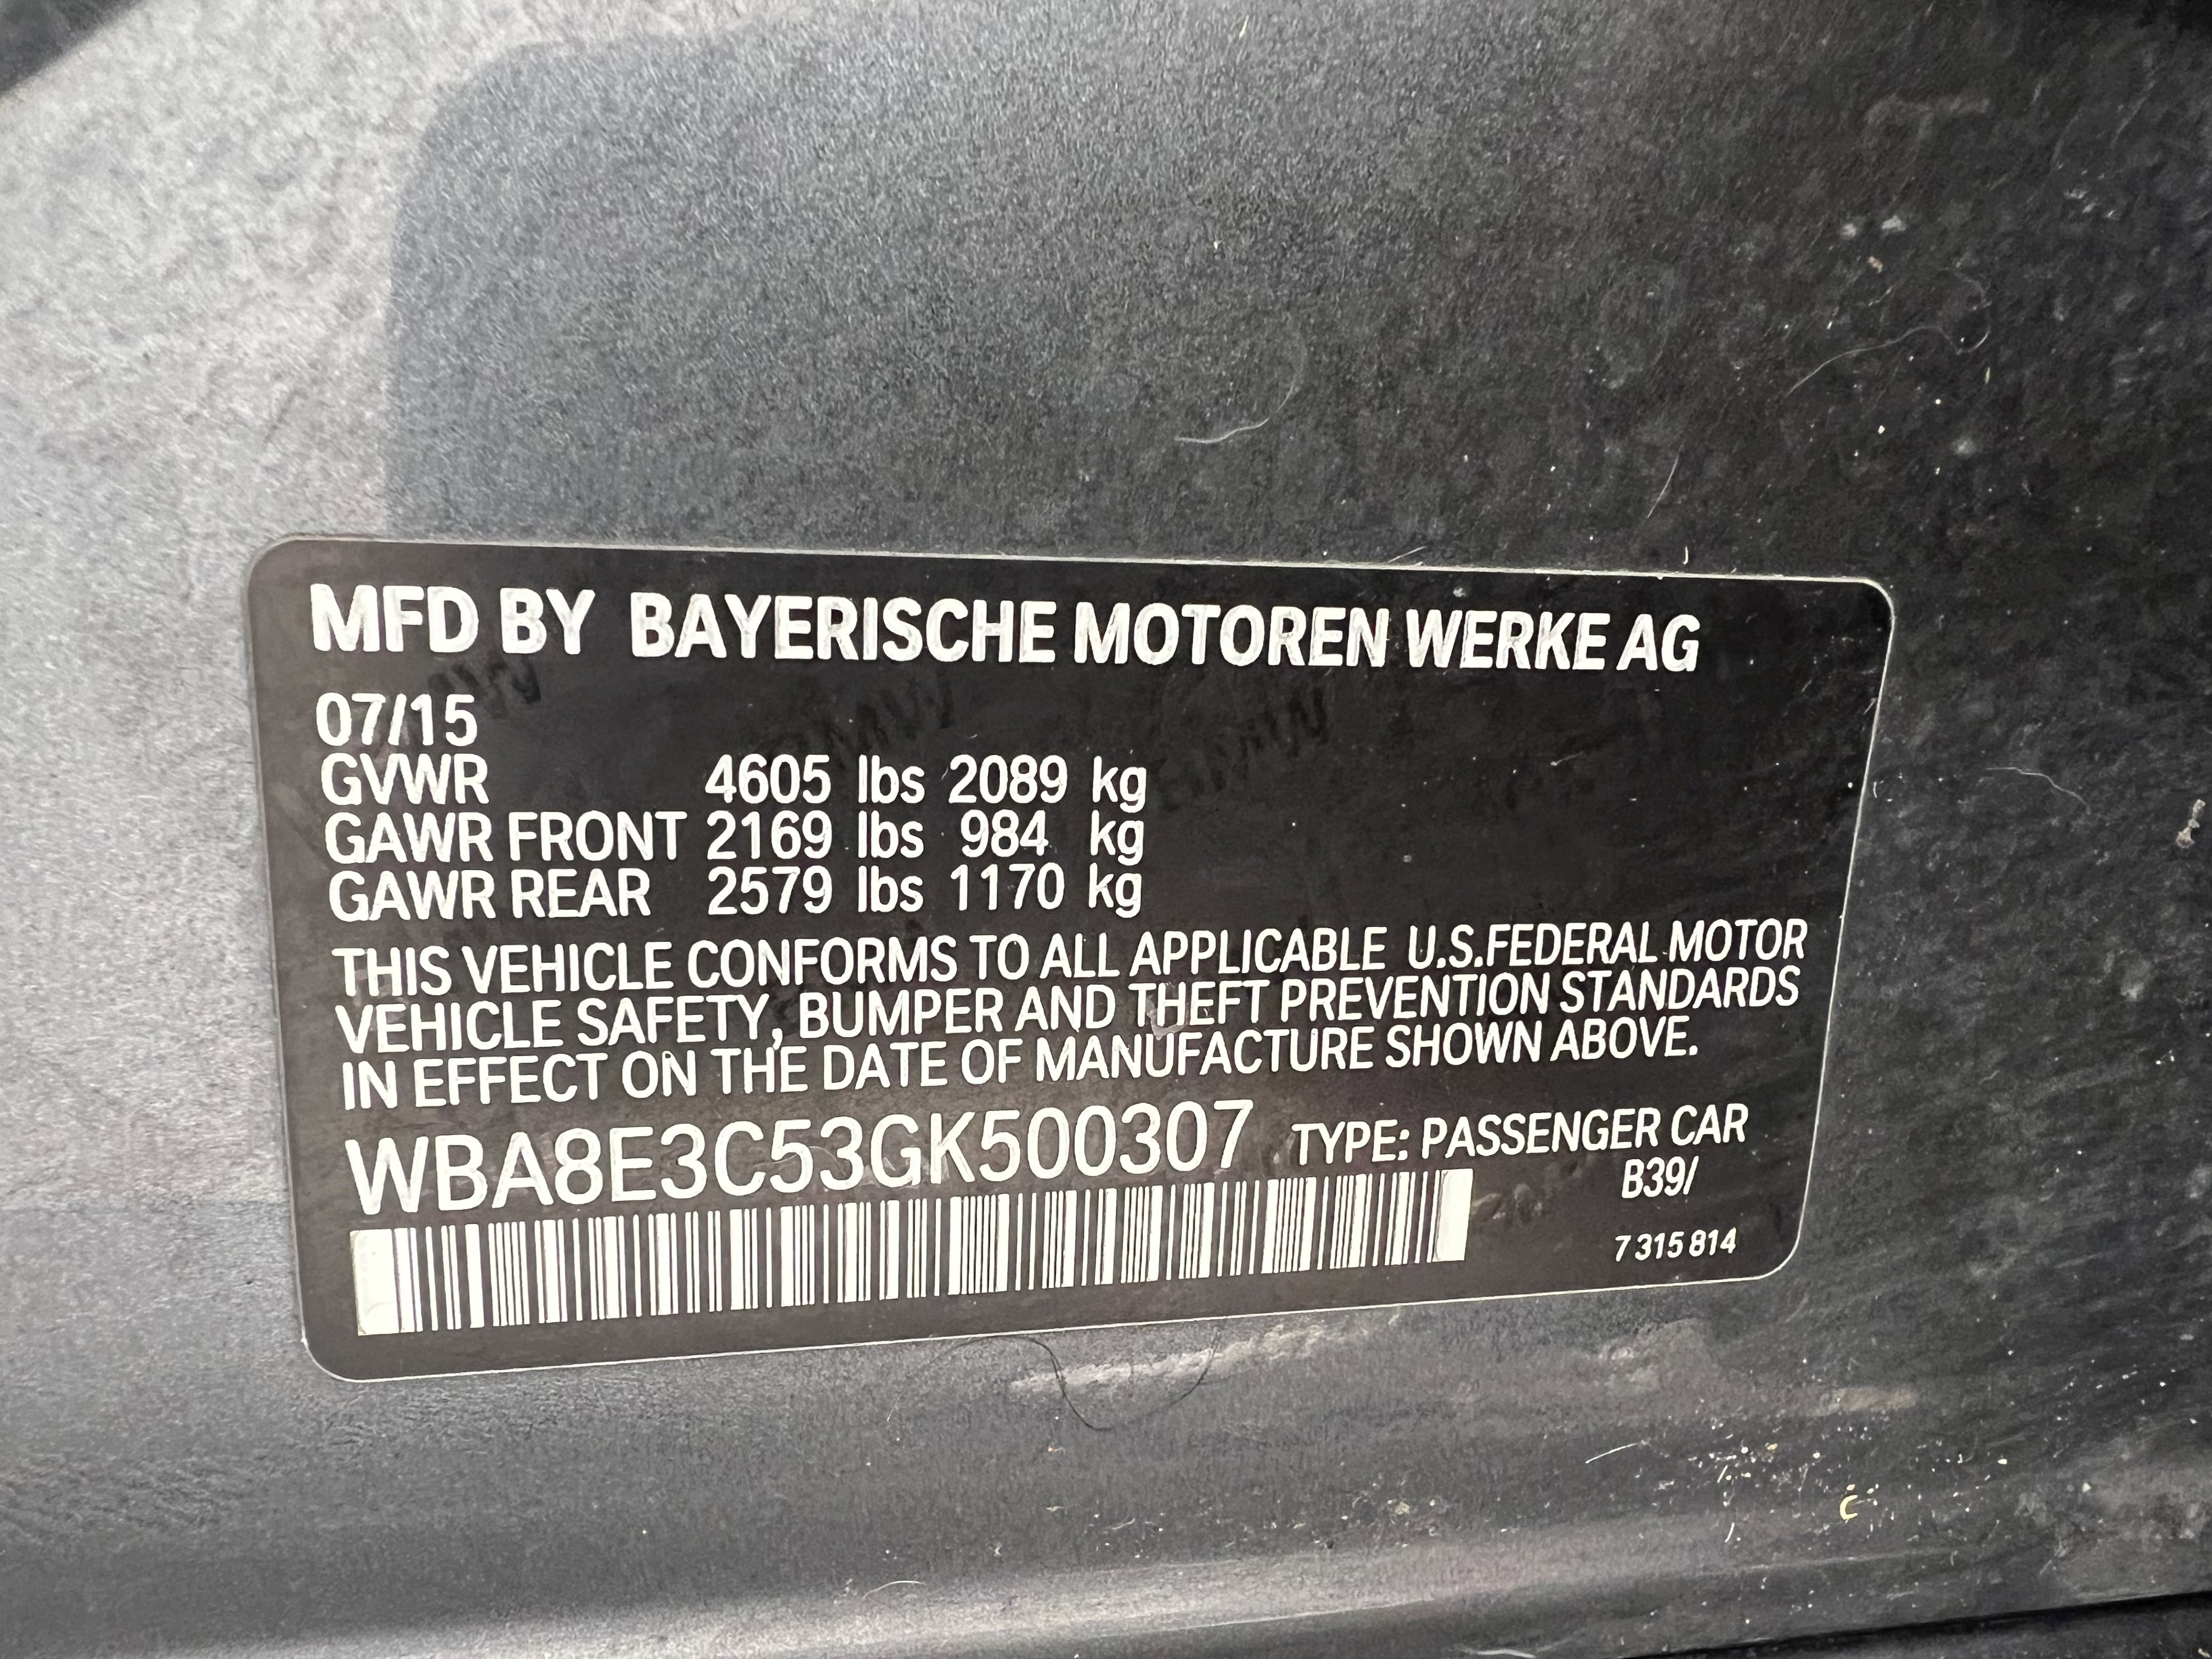 MFD BY BAYERISCHE MOTOREN WERKE AG
07/15
GVWR 4605 lbs 2089 kg
GAWR FRONT 2169 lbs 984 kg
GAWR REAR 2579 lbs 1170 kg
THIS VEHICLE CONFORMS TO ALL APPLICABLE U.S.FEDERAL MOTOR
VEHICLE SAFETY, BUMPER AND THEFT PREVENTION STANDARDS
IN EFFECT ON THE DATE OF MANUFACTURE SHOWN ABOVE.
WBA8E3C53GK500307 TYPE: PASSENGER CAR
B39/
7 315 814